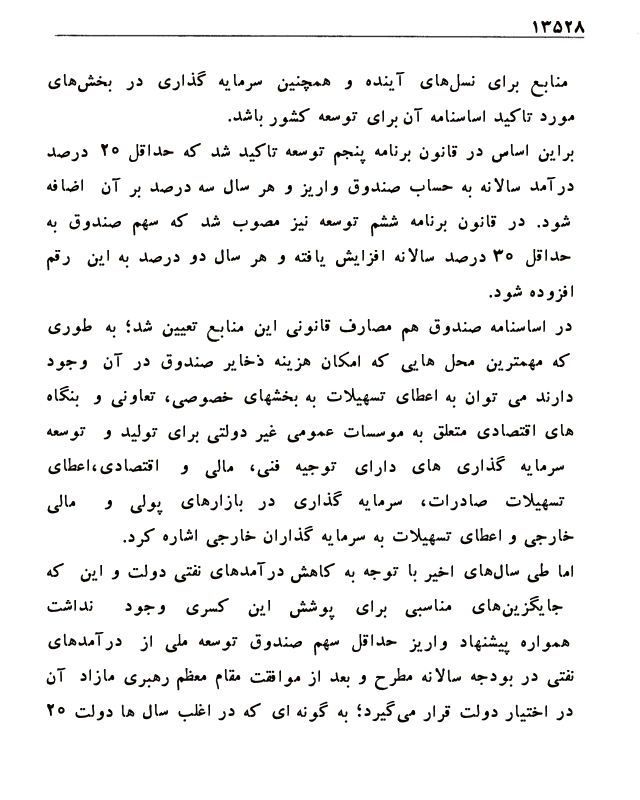 ۱۳۵۲۸
منابع برای نسل‌های آینده و همچنین سرمایه گذاری در بخش‌های
مورد تاکید اساسنامه آن برای توسعه کشور باشد.
براین اساس در قانون برنامه پنجم توسعه تاکید شد که حداقل ۲۰ درصد
درآمد سالانه به حساب صندوق واریز و هر سال سه درصد بر آن اضافه
شود. در قانون برنامه ششم توسعه نیز مصوب شد که سهم صندوق به
حداقل ۳۰ درصد سالانه افزایش یافته و هر سال دو درصد به این رقم
افزوده شود.
در اساسنامه صندوق هم مصارف قانونی این منابع تعیین شد؛ به طوری
که مهمترین محل هایی که امکان هزینه ذخایر صندوق در آن وجود
دارند می توان به اعطای تسهیلات به بخشهای خصوصی، تعاونی و بنگاه
های اقتصادی متعلق به موسسات عمومی غیر دولتی برای تولید و توسعه
سرمایه گذاری های دارای توجیه فنی، مالی و اقتصادی،اعطای
تسهیلات صادرات، سرمایه گذاری در بازارهای پولی و مالی
خارجی و اعطای تسهیلات به سرمایه گذاران خارجی اشاره کرد.
اما طی سال‌های اخیر با توجه به کاهش درآمدهای نفتی دولت و این که
جایگزین‌های مناسبی برای پوشش این کسری وجود نداشت
همواره پیشنهاد واریز حداقل سهم صندوق توسعه ملی از درآمدهای
نفتی در بودجه سالانه مطرح و بعد از موافقت مقام معظم رهبری مازاد آن
در اختیار دولت قرار می‌گیرد؛ به گونه ای که در اغلب سال ها دولت ۲۰